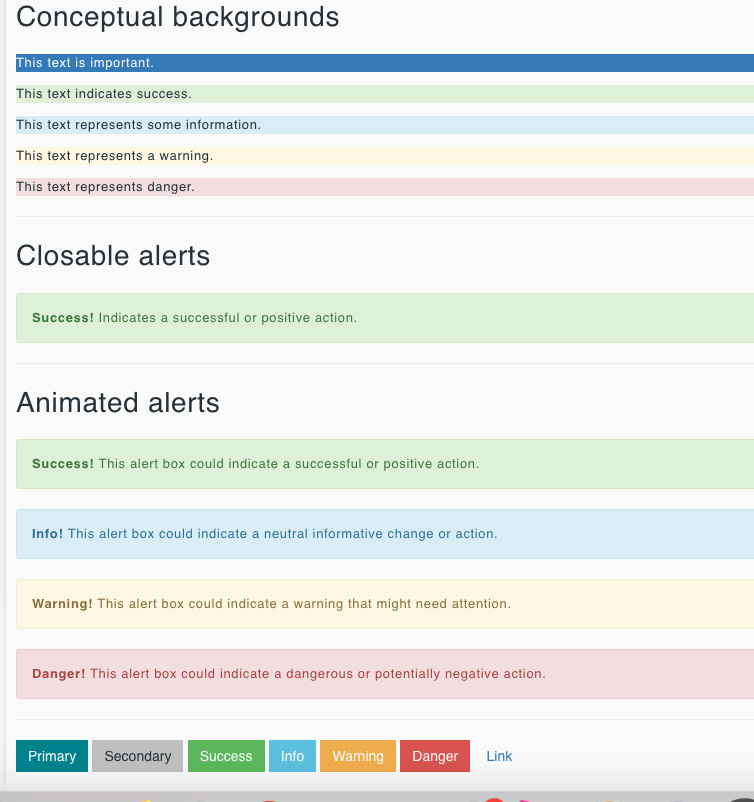 Conceptual backgrounds
This text is important.
This text indicates success.
This text represents some information.
This text represents a warning.
This text represents danger.
Closable alerts
Success! Indicates a successful or positive action.
Animated alerts
Success! This alert box could indicate a successful or positive action.
Info! This alert box could indicate a neutral informative change or action.
Warning! This alert box could indicate a warning that might need attention.
Danger! This alert box could indicate a dangerous or potentially negative action.
Primary Secondary Success Info Warning Danger Link